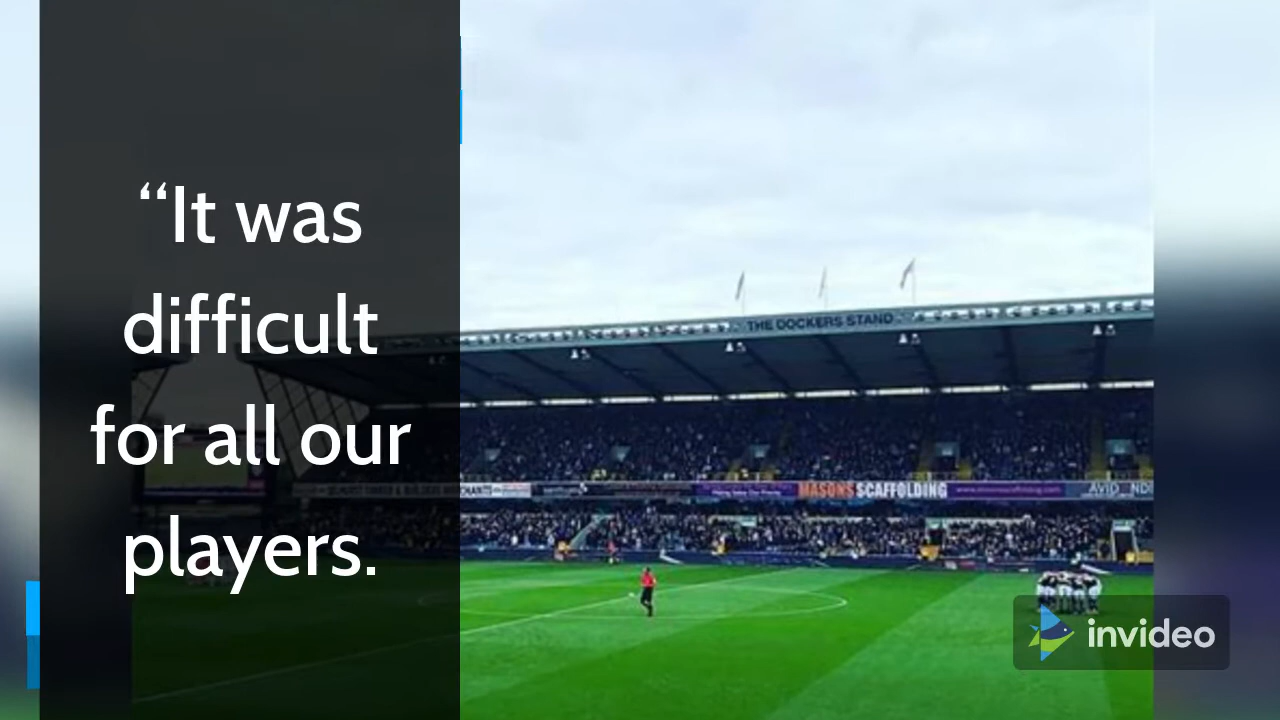 “It was
difficult
for all our
players.
THE DOCKERS STAND
MASONS SCAFFOLDING
invideo